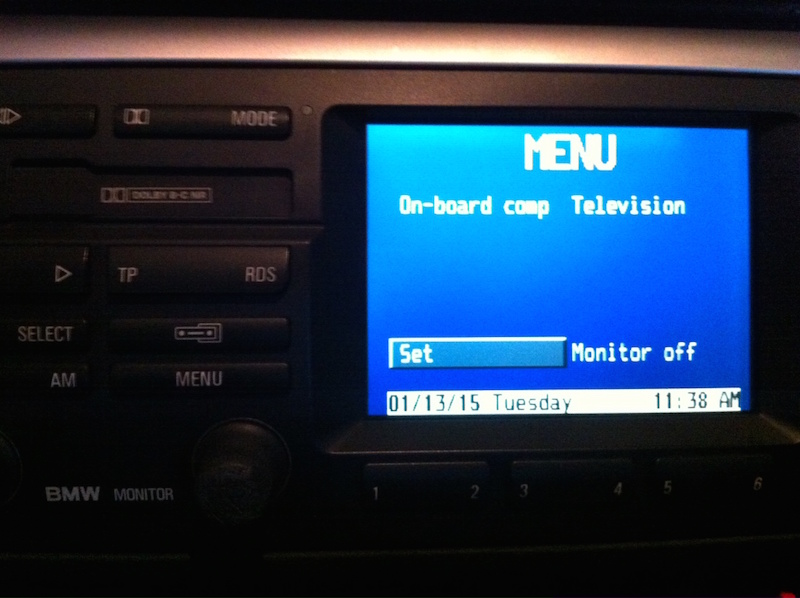 MODE
DOLBY B-C NR
TP RDS
SELECT
AM
MENU
BMW MONITOR
MENU
On-board comp Television
Set Monitor off
01/13/15 Tuesday 11:38 AM
1 2 3 4 5 6